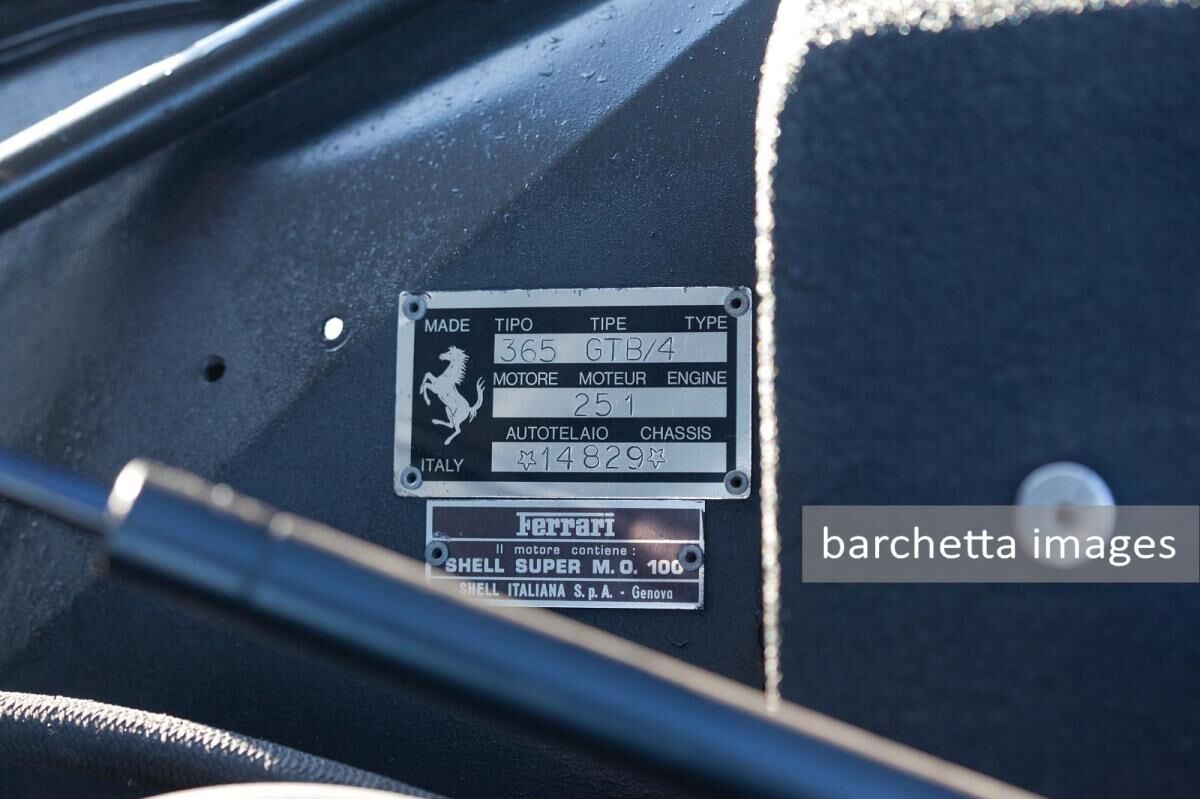 MADE TIPO TIPE TYPE
365 GTB/4
MOTORE MOTEUR ENGINE
251
AUTOTELAIO CHASSIS
☆14829☆
ITALY
Ferrari
Il motore contiene:
SHELL SUPER M. O. 100
SHELL ITALIANA S.p.A. - Genova
barchetta images